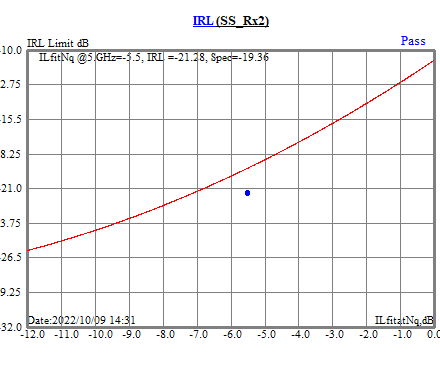 IRL (SS_Rx2)
IRL Limit dB
Pass
-10.0
ILfitNq @5 GHz=-5.5, IRL =-21.28, Spec=-19.36
2.75
15.5
8.25
21.0
3.75
26.5
9.25
Date:2022/10/09 14:31
ILfitatNq,dB
32.0
-12.0 -11.0 -10.0 -9.0 -8.0 -7.0 -6.0 -5.0 -4.0 -3.0 -2.0 -1.0 0.0